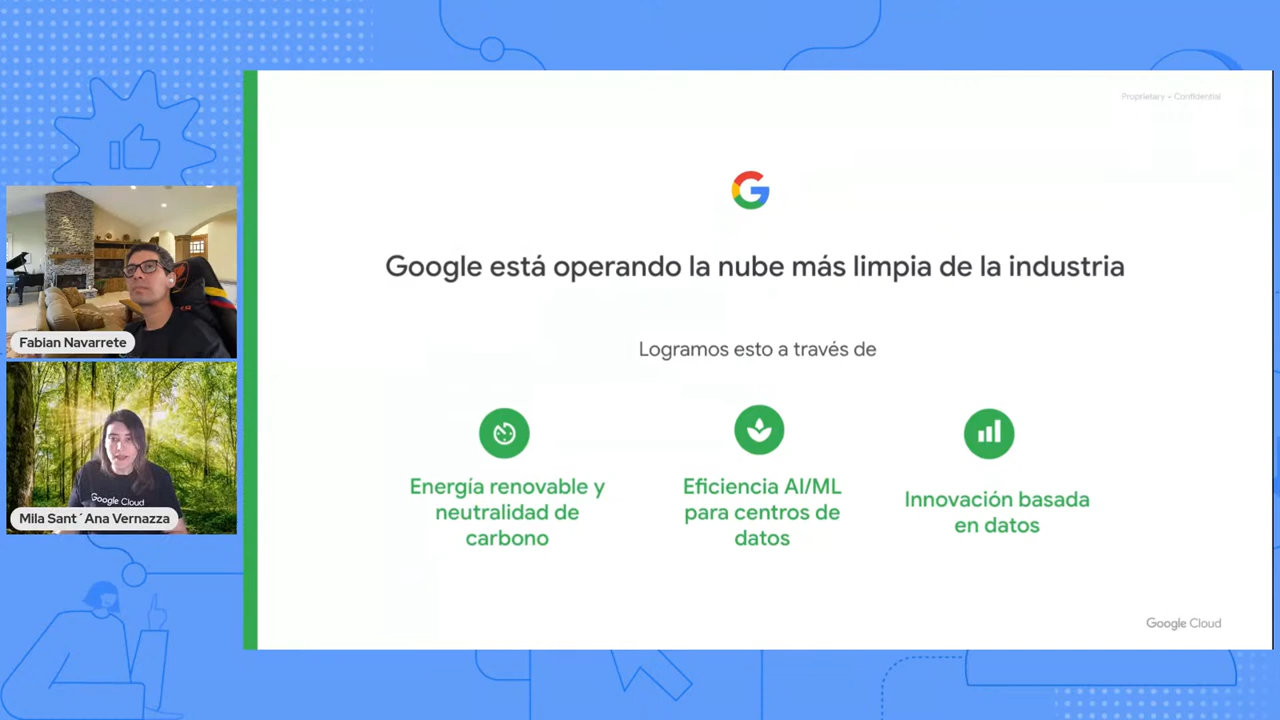 Proprietary + Confidential
Google está operando la nube más limpia de la industria
Logramos esto a través de
Energía renovable y
neutralidad de
carbono
Eficiencia AI/ML
para centros de
datos
Innovación basada
en datos
Google Cloud
Fabian Navarrete
Google Cloud
Mila Sant´Ana Vernazza